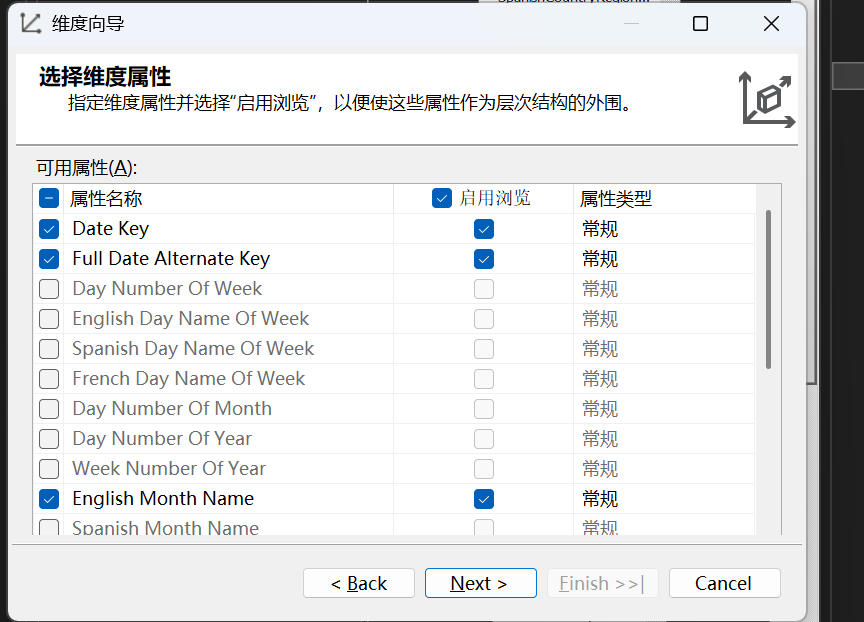 维度向导
选择维度属性
指定维度属性并选择“启用浏览”，以便使这些属性作为层次结构的外围。
可用属性(A):
属性名称 启用浏览 属性类型
Date Key 常规
Full Date Alternate Key 常规
Day Number Of Week 常规
English Day Name Of Week 常规
Spanish Day Name Of Week 常规
French Day Name Of Week 常规
Day Number Of Month 常规
Day Number Of Year 常规
Week Number Of Year 常规
English Month Name 常规
Spanish Month Name 常规
< Back Next > Finish >>| Cancel